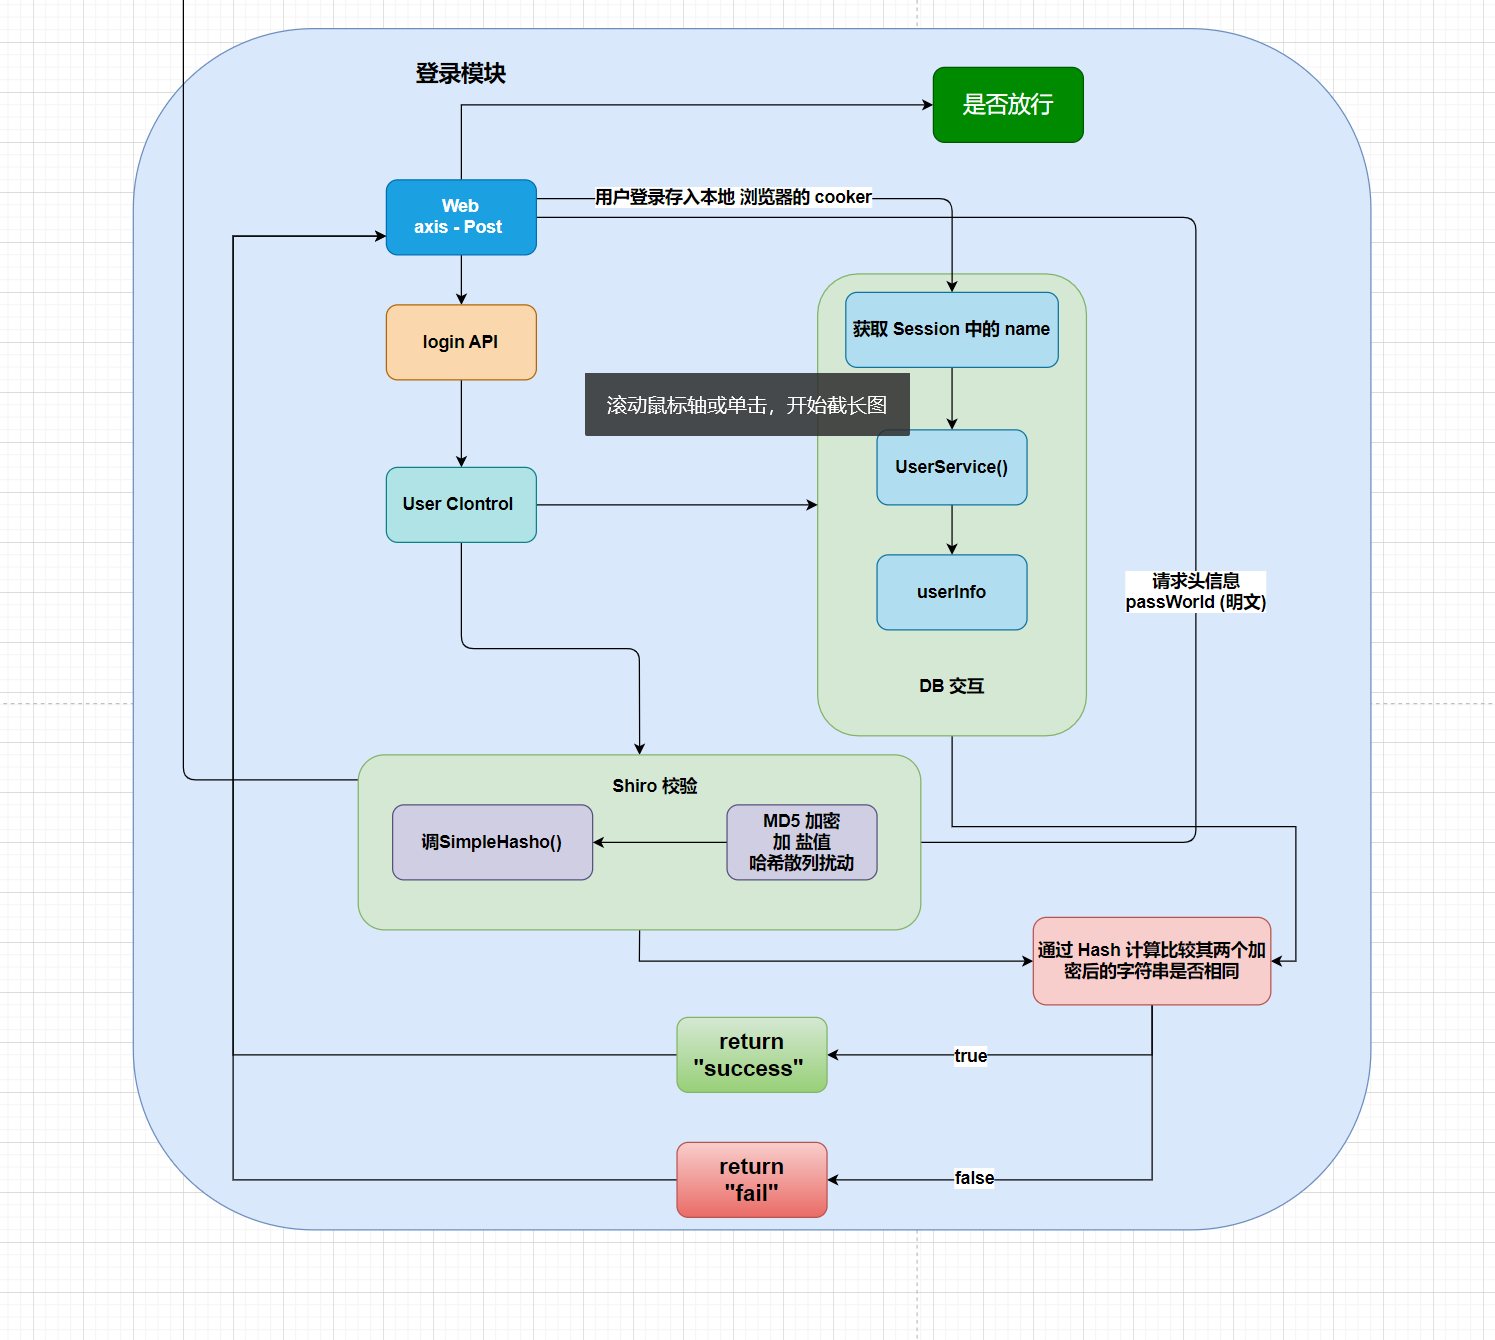 登录模块
是否放行
Web
axis - Post
用户登录存入本地 浏览器的 cooker
获取 Session 中的 name
login API
滚动鼠标轴或单击，开始截长图
UserService()
User Clontrol
userInfo
请求头信息
passWorld (明文)
DB 交互
Shiro 校验
调SimpleHasho()
MD5 加密
加 盐值
哈希散列扰动
通过 Hash 计算比较其两个加
密后的字符串是否相同
return
"success"
true
return
"fail"
false